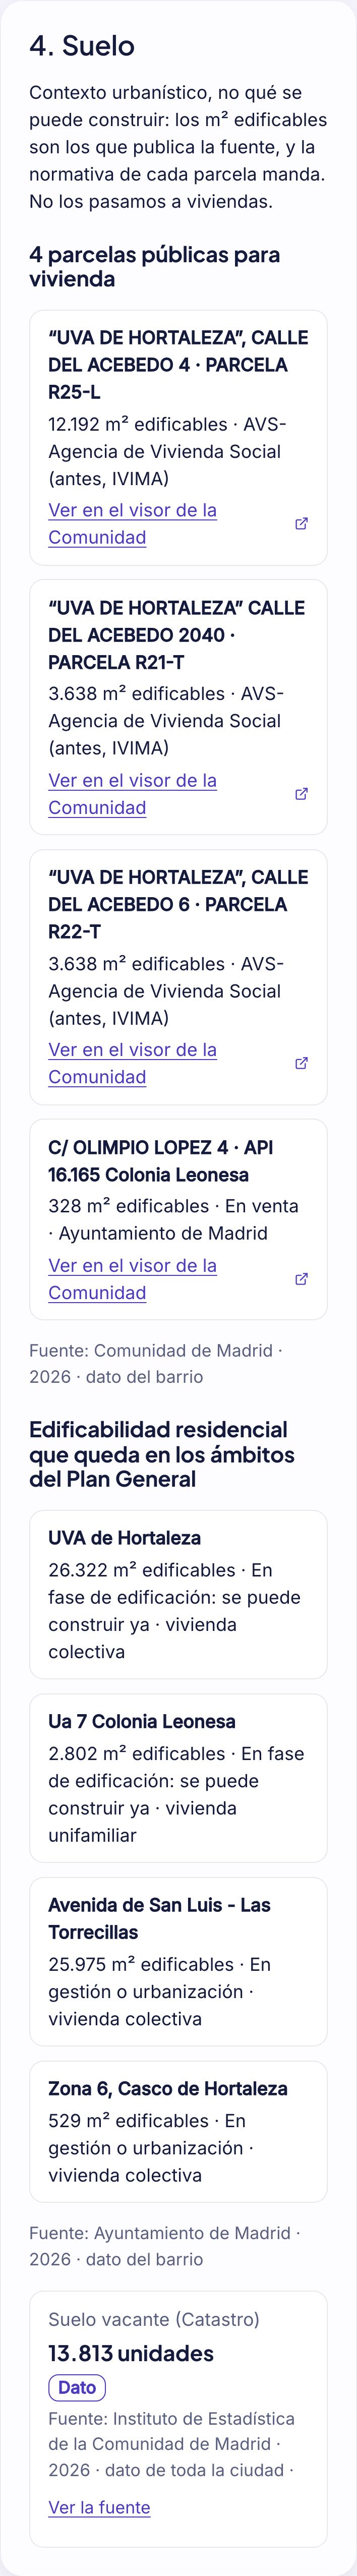 4. Suelo
Contexto urbanístico, no qué se
puede construir: los m² edificables
son los que publica la fuente, y la
normativa de cada parcela manda.
No los pasamos a viviendas.
4 parcelas públicas para
vivienda
“UVA DE HORTALEZA”, CALLE
DEL ACEBEDO 4 · PARCELA
R25-L
12.192 m² edificables · AVS-
Agencia de Vivienda Social
(antes, IVIMA)
Ver en el visor de la
Comunidad
“UVA DE HORTALEZA” CALLE
DEL ACEBEDO 2040 ·
PARCELA R21-T
3.638 m² edificables · AVS-
Agencia de Vivienda Social
(antes, IVIMA)
Ver en el visor de la
Comunidad
“UVA DE HORTALEZA”, CALLE
DEL ACEBEDO 6 · PARCELA
R22-T
3.638 m² edificables · AVS-
Agencia de Vivienda Social
(antes, IVIMA)
Ver en el visor de la
Comunidad
C/ OLIMPIO LOPEZ 4 · API
16.165 Colonia Leonesa
328 m² edificables · En venta
· Ayuntamiento de Madrid
Ver en el visor de la
Comunidad
Fuente: Comunidad de Madrid ·
2026 · dato del barrio
Edificabilidad residencial
que queda en los ámbitos
del Plan General
UVA de Hortaleza
26.322 m² edificables · En
fase de edificación: se puede
construir ya · vivienda
colectiva
Ua 7 Colonia Leonesa
2.802 m² edificables · En fase
de edificación: se puede
construir ya · vivienda
unifamiliar
Avenida de San Luis - Las
Torrecillas
25.975 m² edificables · En
gestión o urbanización ·
vivienda colectiva
Zona 6, Casco de Hortaleza
529 m² edificables · En
gestión o urbanización ·
vivienda colectiva
Fuente: Ayuntamiento de Madrid ·
2026 · dato del barrio
Suelo vacante (Catastro)
13.813 unidades
Dato
Fuente: Instituto de Estadística
de la Comunidad de Madrid ·
2026 · dato de toda la ciudad ·
Ver la fuente